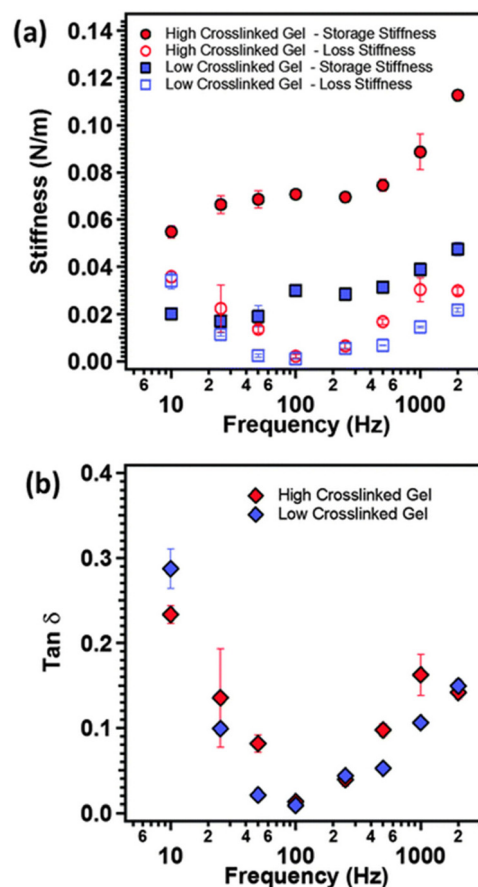 (a)
High Crosslinked Gel - Storage Stiffness
High Crosslinked Gel - Loss Stiffness
Low Crosslinked Gel - Storage Stiffness
Low Crosslinked Gel - Loss Stiffness
0.14
0.12
0.10
0.08
0.06
0.04
0.02
0.00
Stiffness (N/m)
6 2 4 6 2 4 6 2
10 100 1000
Frequency (Hz)
(b)
High Crosslinked Gel
Low Crosslinked Gel
0.4
0.3
0.2
0.1
0.0
Tan δ
6 2 4 6 2 4 6 2
10 100 1000
Frequency (Hz)